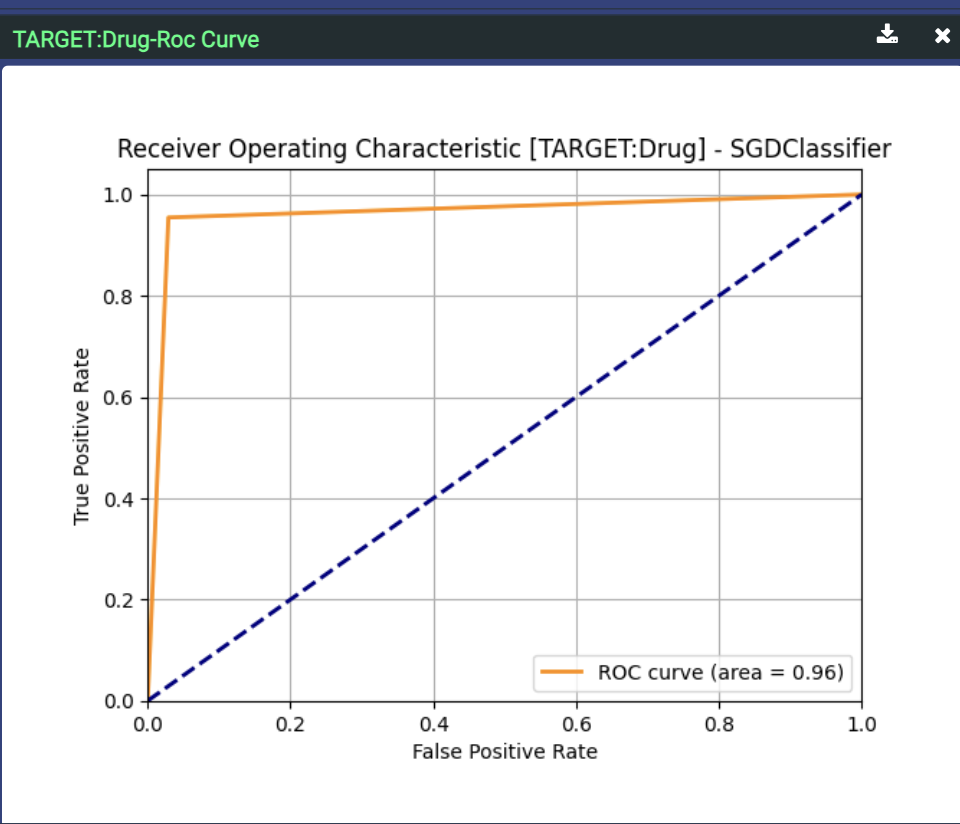 TARGET:Drug-Roc Curve
Receiver Operating Characteristic [TARGET:Drug] - SGDClassifier
1.0
0.8
0.6
0.4
0.2
0.0
True Positive Rate
ROC curve (area = 0.96)
0.0 0.2 0.4 0.6 0.8 1.0
False Positive Rate